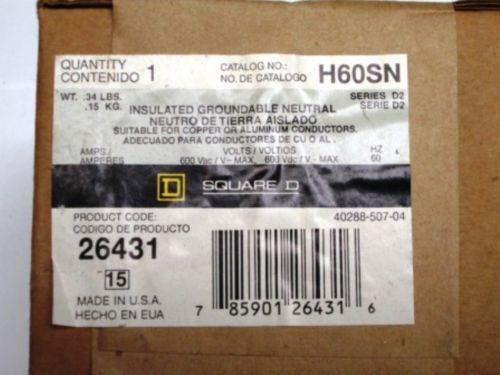 QUANTITY
CONTENIDO 1
CATALOG NO.:
NO. DE CATALOGO H60SN
WT. .34 LBS.
.15 KG.
SERIES D2
SERIE D2
INSULATED GROUNDABLE NEUTRAL
NEUTRO DE TIERRA AISLADO
SUITABLE FOR COPPER OR ALUMINUM CONDUCTORS.
ADECUADO PARA CONDUCTORES DE CU O AL .
AMPS/ VOLTS / VOLTIOS HZ
AMPERES 600 Vac / V~ MAX, 600 Vdc / V- MAX. 60
SQUARE D
PRODUCT CODE: 40288-507-04
CODIGO DE PRODUCTO
26431
15
MADE IN U.S.A.
HECHO EN EUA
7 85901 26431 6